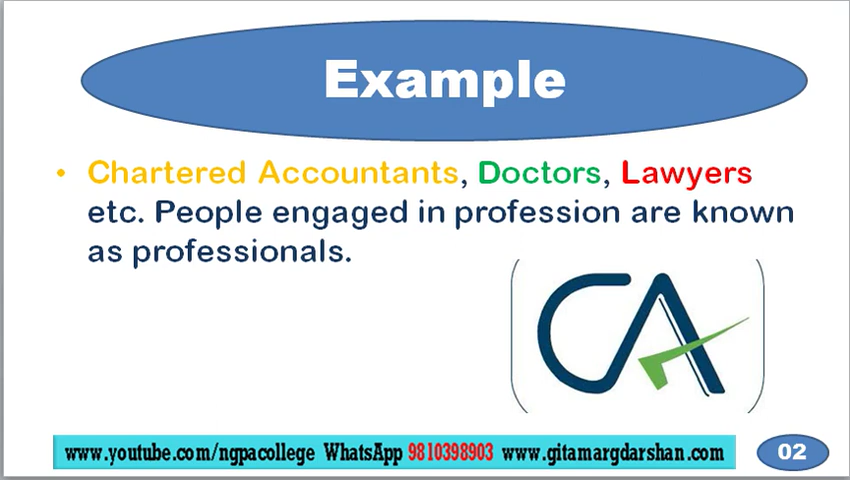 Example
• Chartered Accountants, Doctors, Lawyers
etc. People engaged in profession are known
as professionals.
CA
www.youtube.com/ngpacollege WhatsApp 9810398903 www.gitamargdarshan.com
02